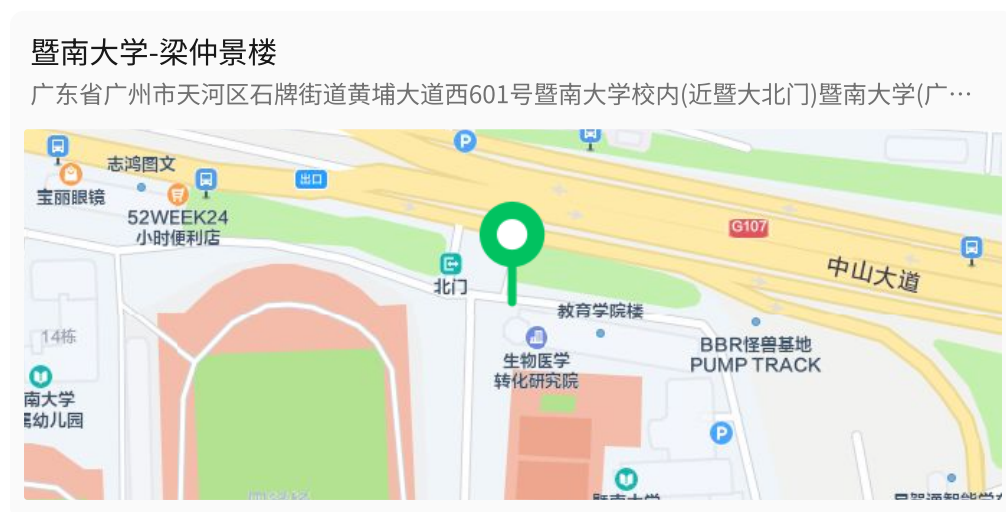 暨南大学-梁仲景楼
广东省广州市天河区石牌街道黄埔大道西601号暨南大学校内(近暨大北门)暨南大学(广…
P
志鸿图文
出口
宝丽眼镜
52WEEK24
小时便利店
G107
中山大道
北门
教育学院楼
14栋
BBR怪兽基地
PUMP TRACK
生物医学
转化研究院
南大学
属幼儿园
P
暨南大学